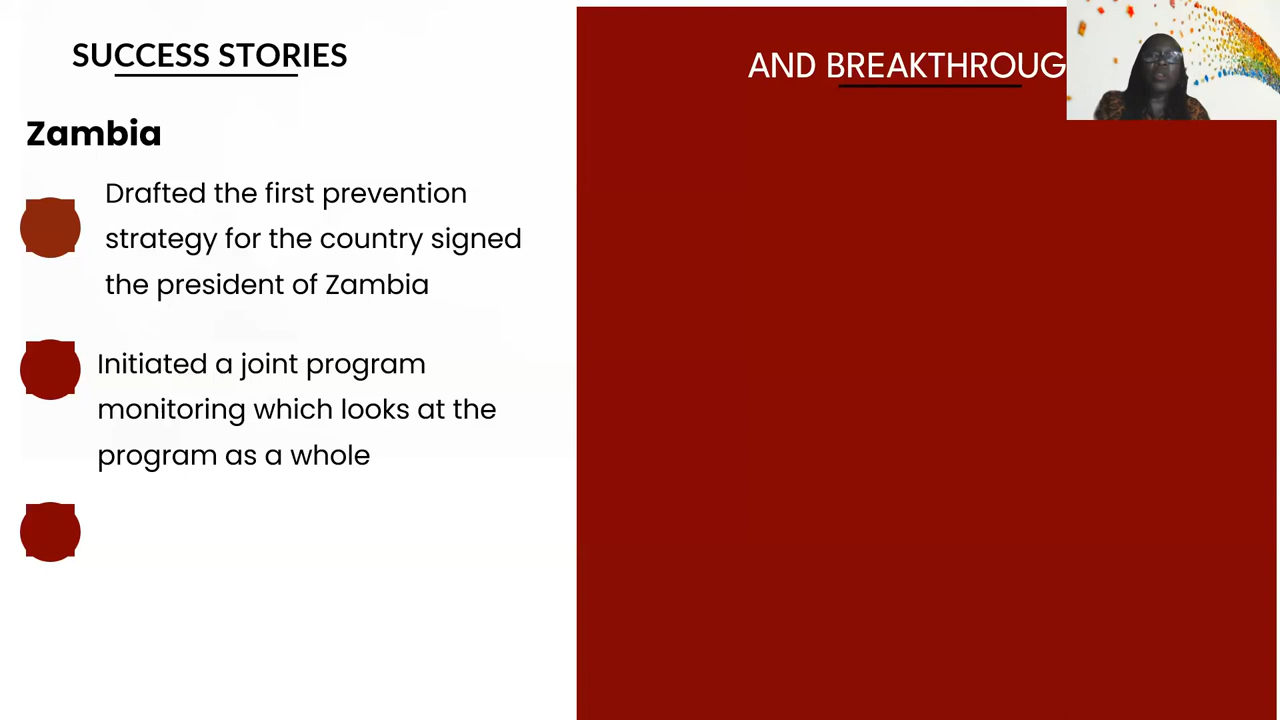 SUCCESS STORIES
AND BREAKTHROUG
Zambia
Drafted the first prevention
strategy for the country signed
the president of Zambia
Initiated a joint program
monitoring which looks at the
program as a whole